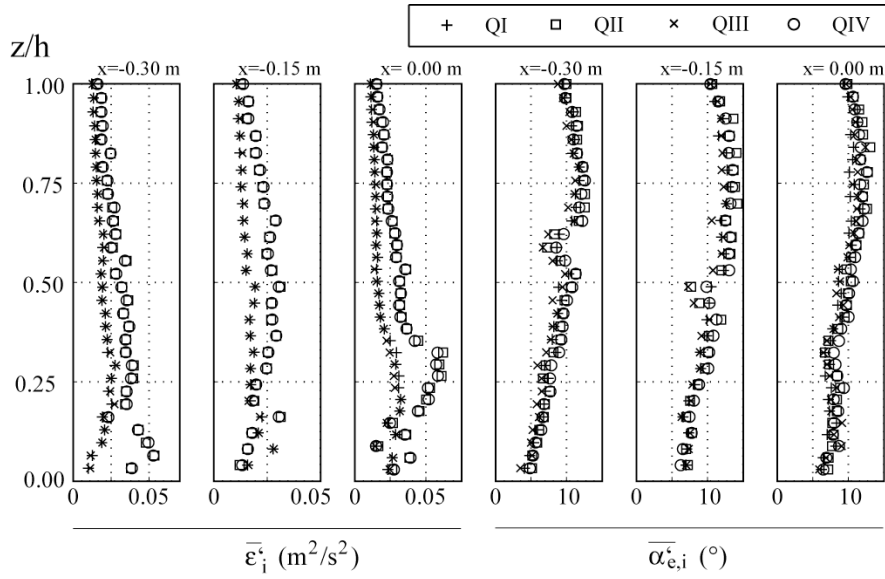 + QI □ QII × QIII ○ QIV
z/h
x=-0.30 m x=-0.15 m x= 0.00 m x=-0.30 m x=-0.15 m x= 0.00 m
1.00
0.75
0.50
0.25
0.00
0 0.05 0 0.05 0 0.05 0 10 0 10 0 10
ε̅‘ᵢ (m²/s²) α̅‘e,i (°)